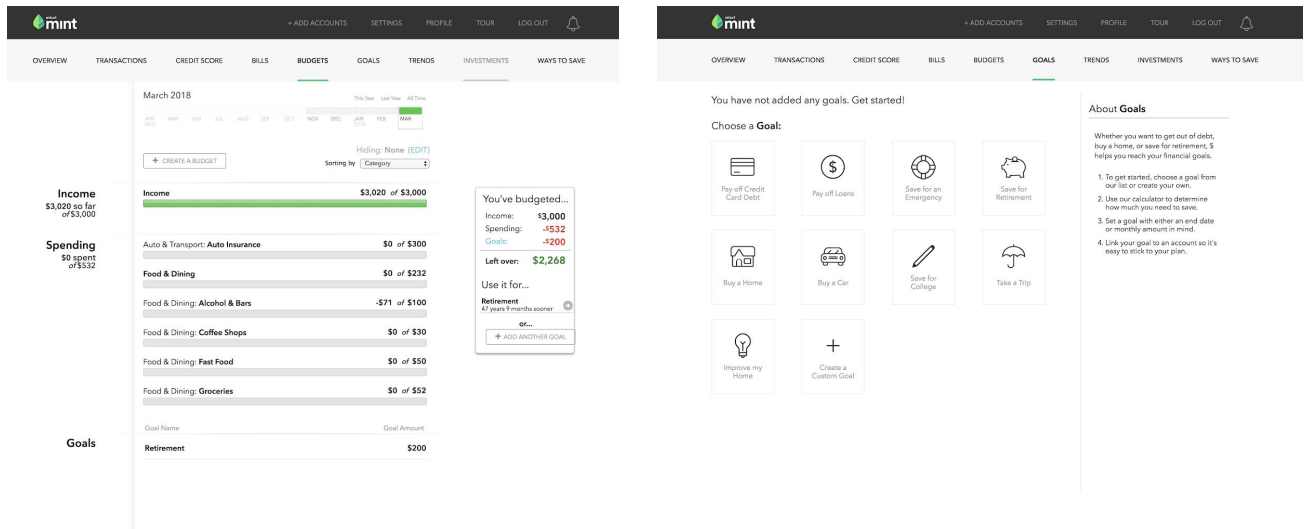 intuit
mint
+ ADD ACCOUNTS SETTINGS PROFILE TOUR LOG OUT
OVERVIEW TRANSACTIONS CREDIT SCORE BILLS BUDGETS GOALS TRENDS INVESTMENTS WAYS TO SAVE
March 2018
This Year Last Year All Time
APR MAY JUN JUL AUG SEP OCT NOV DEC JAN FEB MAR
2017 2018
Hiding: None (EDIT)
+ CREATE A BUDGET
Sorting by Category
Income
$3,020 so far
of $3,000
Income $3,020 of $3,000
Spending
$0 spent
of $532
Auto & Transport: Auto Insurance $0 of $300
Food & Dining $0 of $232
Food & Dining: Alcohol & Bars -$71 of $100
Food & Dining: Coffee Shops $0 of $30
Food & Dining: Fast Food $0 of $50
Food & Dining: Groceries $0 of $52
Goals
Goal Name Goal Amount
Retirement $200
You've budgeted...
Income: $3,000
Spending: -$532
Goals: -$200
Left over: $2,268
Use it for...
Retirement
47 years 9 months sooner
or...
+ ADD ANOTHER GOAL
intuit
mint
+ ADD ACCOUNTS SETTINGS PROFILE TOUR LOG OUT
OVERVIEW TRANSACTIONS CREDIT SCORE BILLS BUDGETS GOALS TRENDS INVESTMENTS WAYS TO SAVE
You have not added any goals. Get started!
Choose a Goal:
Pay off Credit
Card Debt
Pay off Loans
Save for an
Emergency
Save for
Retirement
Buy a Home
Buy a Car
Save for
College
Take a Trip
Improve my
Home
Create a
Custom Goal
About Goals
Whether you want to get out of debt,
buy a home, or save for retirement, $
helps you reach your financial goals.
1. To get started, choose a goal from
our list or create your own.
2. Use our calculator to determine
how much you need to save.
3. Set a goal with either an end date
or monthly amount in mind.
4. Link your goal to an account so it's
easy to stick to your plan.